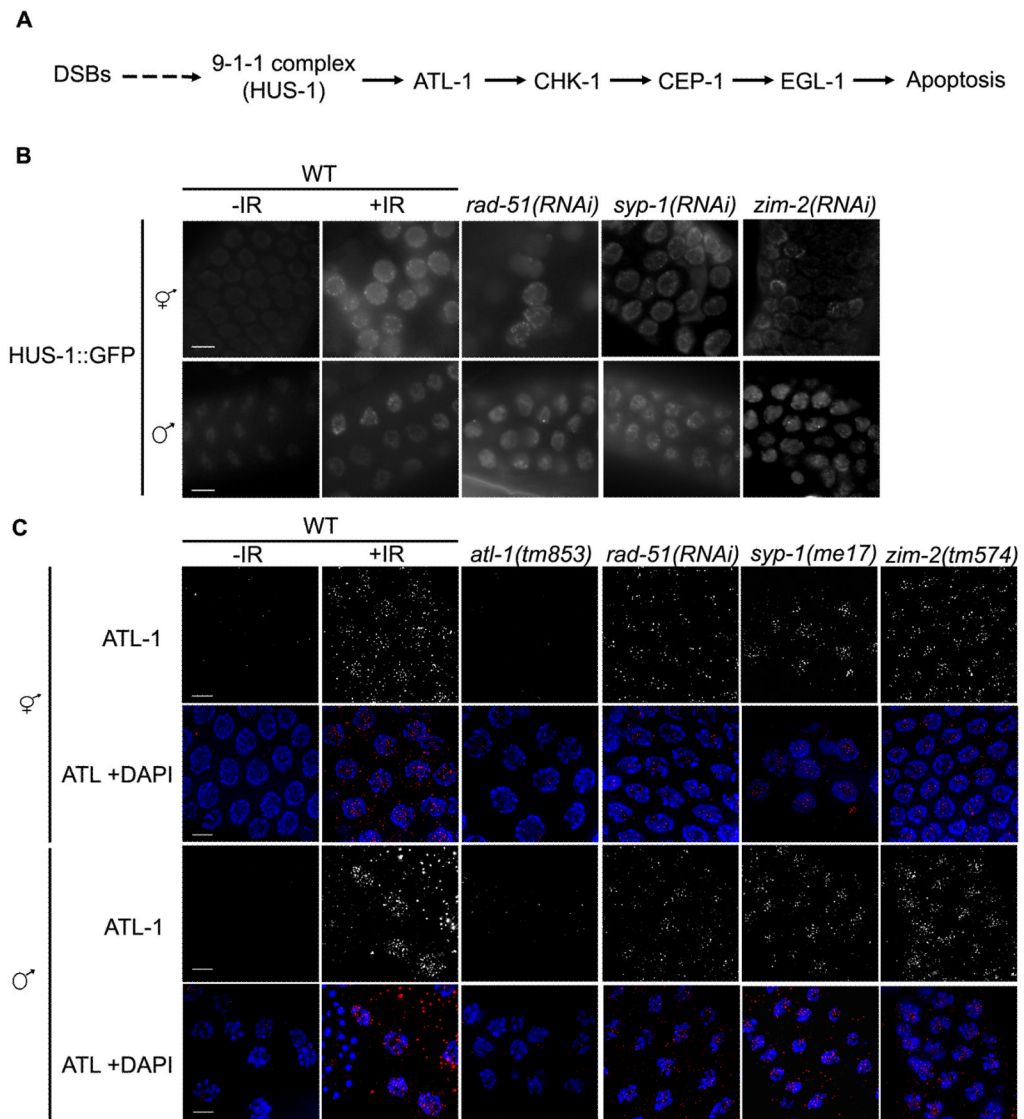 A
DSBs
9-1-1 complex
(HUS-1)
ATL-1
CHK-1
CEP-1
EGL-1
Apoptosis
B
WT
-IR
+IR
rad-51(RNAi)
syp-1(RNAi)
zim-2(RNAi)
HUS-1::GFP
⚥
♂
C
WT
-IR
+IR
atl-1(tm853)
rad-51(RNAi)
syp-1(me17)
zim-2(tm574)
ATL-1
⚥
ATL +DAPI
ATL-1
♂
ATL +DAPI